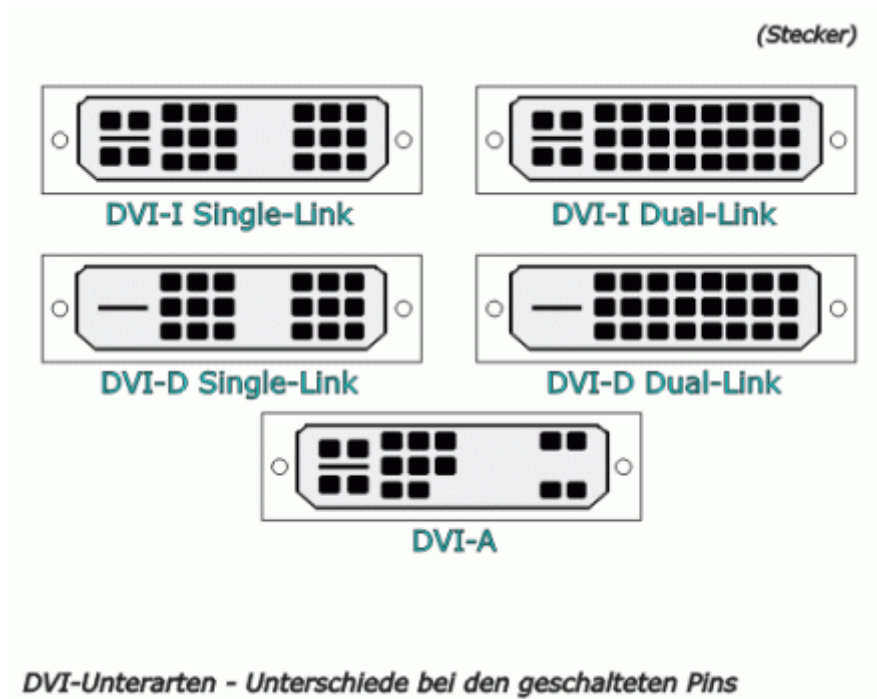 (Stecker)
DVI-I Single-Link
DVI-I Dual-Link
DVI-D Single-Link
DVI-D Dual-Link
DVI-A
DVI-Unterarten - Unterschiede bei den geschalteten Pins